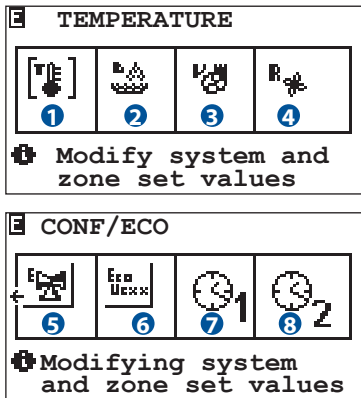 E TEMPERATURE
T
R
1 2 3 4
Modify system and
zone set values
E CONF/ECO
E Eco
Ucxx 1 2
5 6 7 8
Modifying system
and zone set values